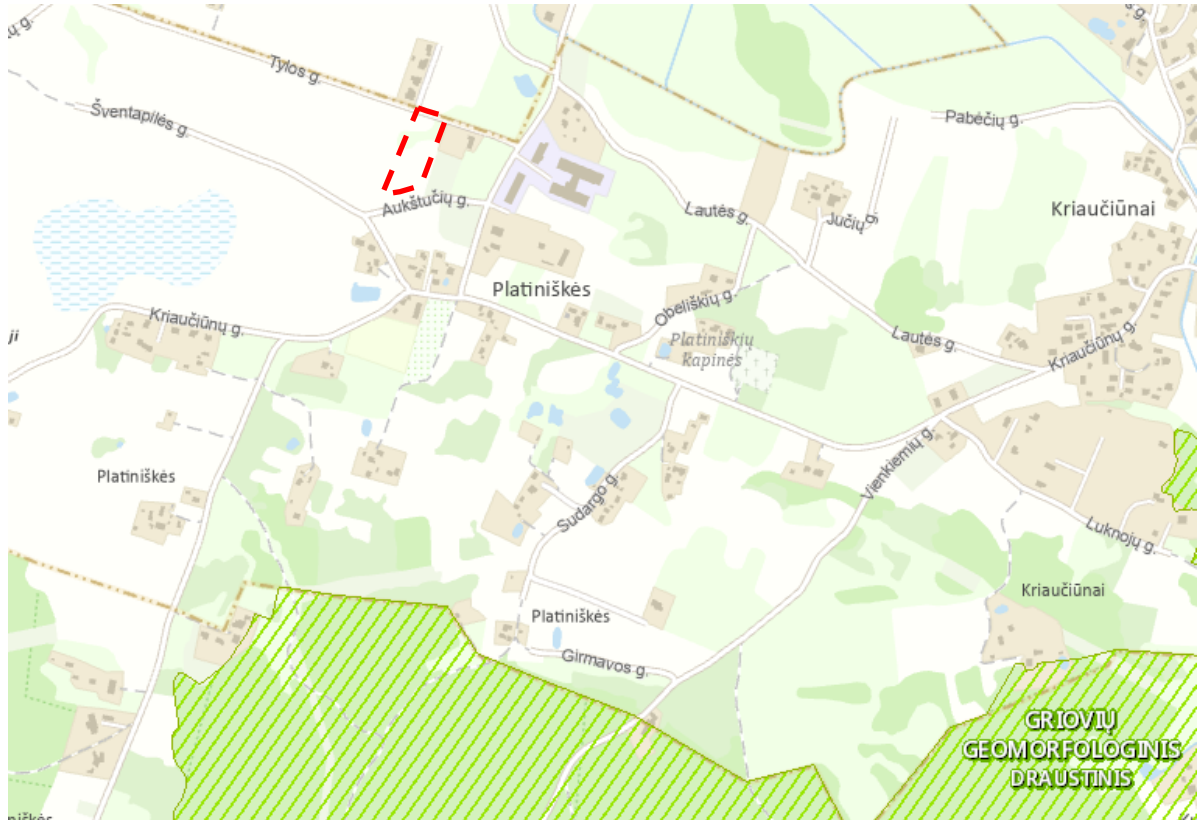 Tylos g.
Šventapilės g.
Pabėčių g.
Aukštučių g.
Lautės g.
Jučių g.
Kriaučiūnai
Platiniškės
Obeliškių g.
Kriaučiūnų g.
Platiniškių
kapinės
Lautės g.
Kriaučiūnų g.
Vienkiemių g.
Platiniškės
Sudargo g.
Luknojų g.
Kriaučiūnai
Platiniškės
Girmavos g.
GRIOVIŲ
GEOMORFOLOGINIS
DRAUSTINIS